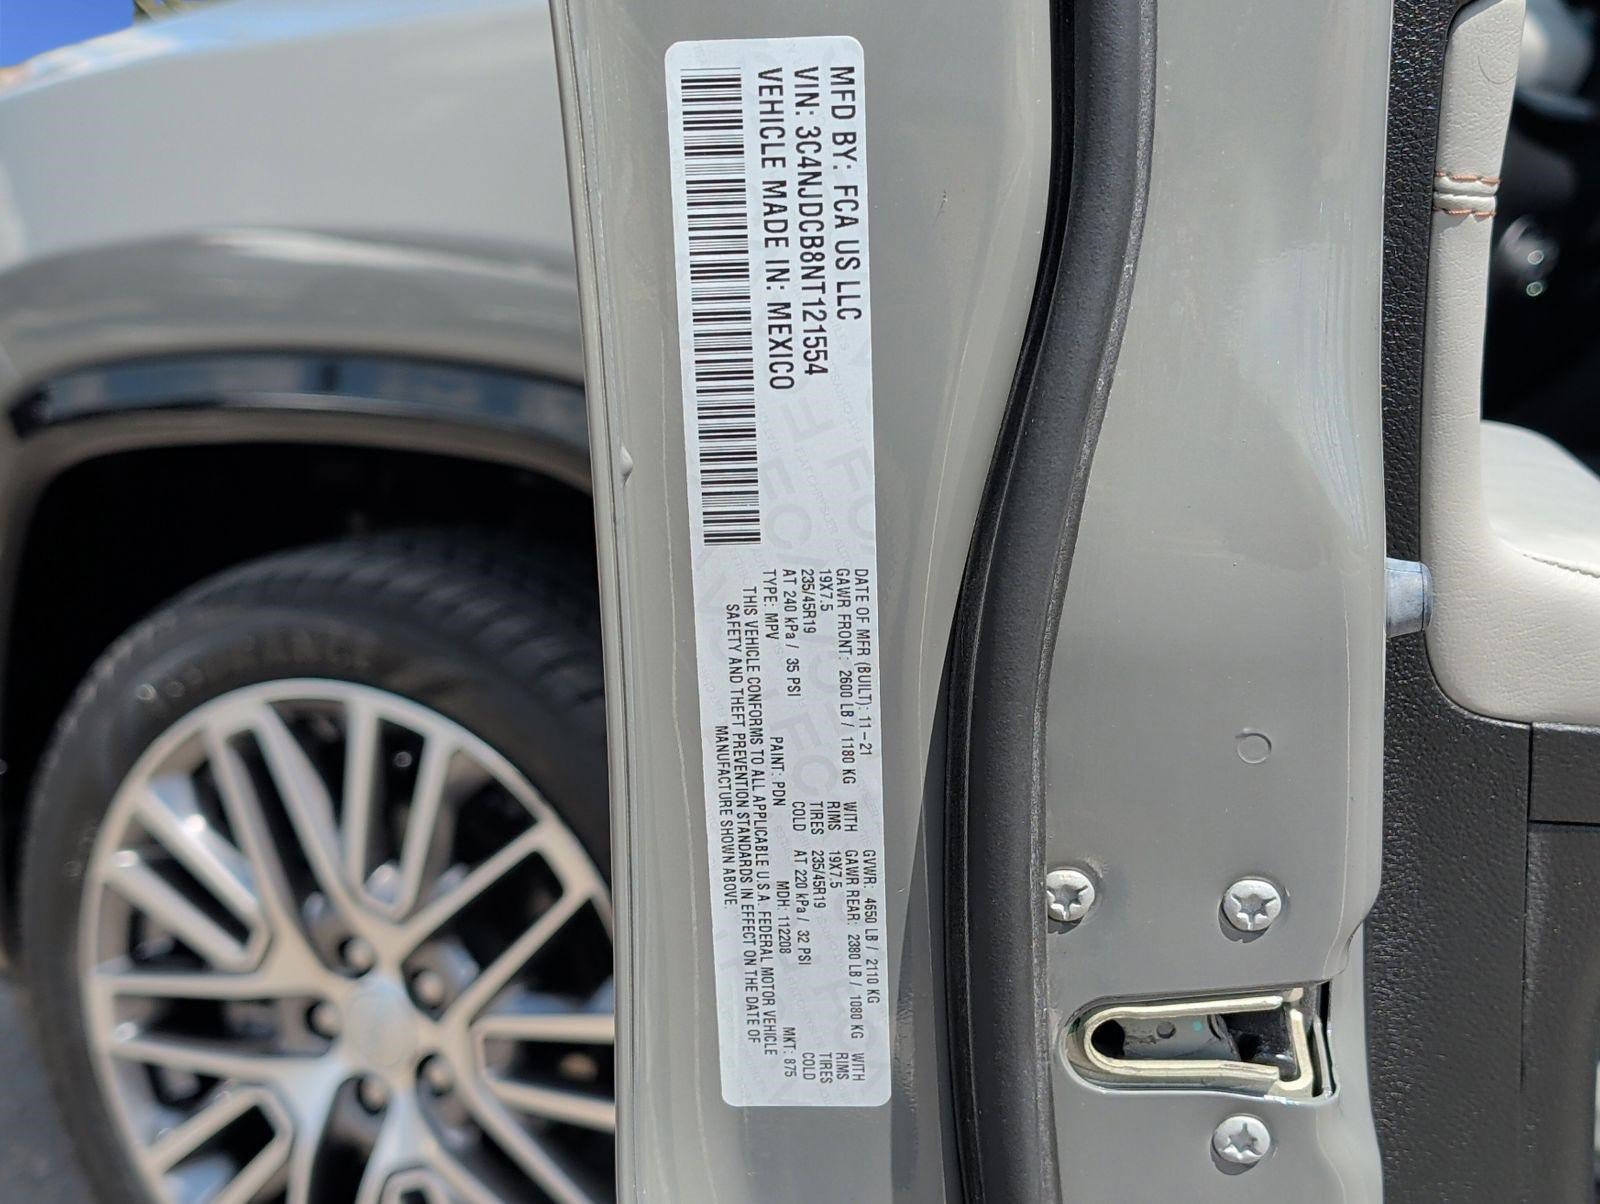 MFD BY: FCA US LLC
VIN: 3C4NJDCB8NT121554
VEHICLE MADE IN: MEXICO
DATE OF MFR (BUILT): 11-21 GVWR: 4650 LB / 2110 KG
GAWR FRONT: 2600 LB / 1180 KG WITH GAWR REAR: 2380 LB / 1080 KG WITH
19X7.5 RIMS 19X7.5 RIMS
235/45R19 TIRES 235/45R19 TIRES
AT 240 kPa / 35 PSI COLD AT 220 kPa / 32 PSI COLD
TYPE: MPV PAINT: PDN MDH: 112208 MKT: 875
THIS VEHICLE CONFORMS TO ALL APPLICABLE U.S.A. FEDERAL MOTOR VEHICLE
SAFETY AND THEFT PREVENTION STANDARDS IN EFFECT ON THE DATE OF
MANUFACTURE SHOWN ABOVE.